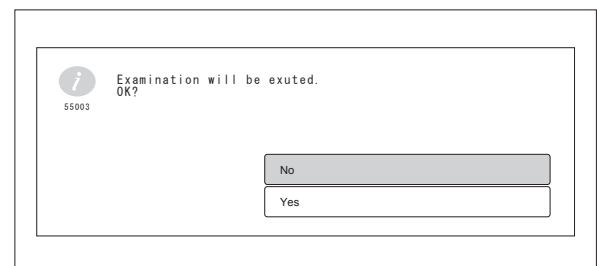 i
Examination will be exuted.
OK?
55003
No
Yes